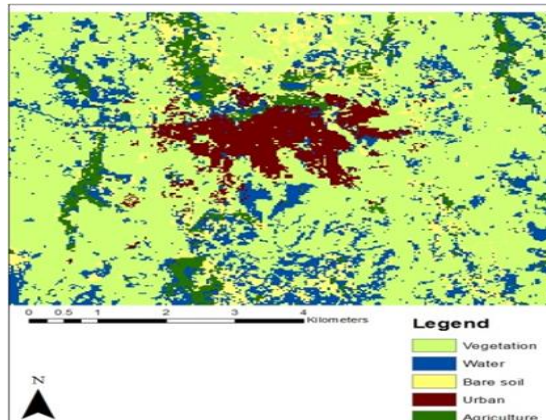 0 0.5 1 2 3 4
Kilometers
Legend
Vegetation
Water
Bare soil
Urban
Agriculture
N